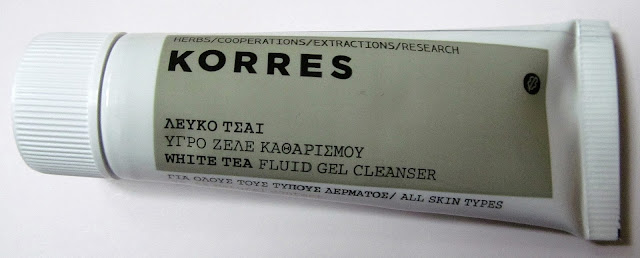 HERBS/COOPERATIONS/EXTRACTIONS/RESEARCH
KORRES
ΛΕΥΚΟ ΤΣΑΙ
ΥΓΡΟ ΖΕΛΕ ΚΑΘΑΡΙΣΜΟΥ
WHITE TEA FLUID GEL CLEANSER
ΓΙΑ ΟΛΟΥΣ ΤΟΥΣ ΤΥΠΟΥΣ ΔΕΡΜΑΤΟΣ/ ALL SKIN TYPES